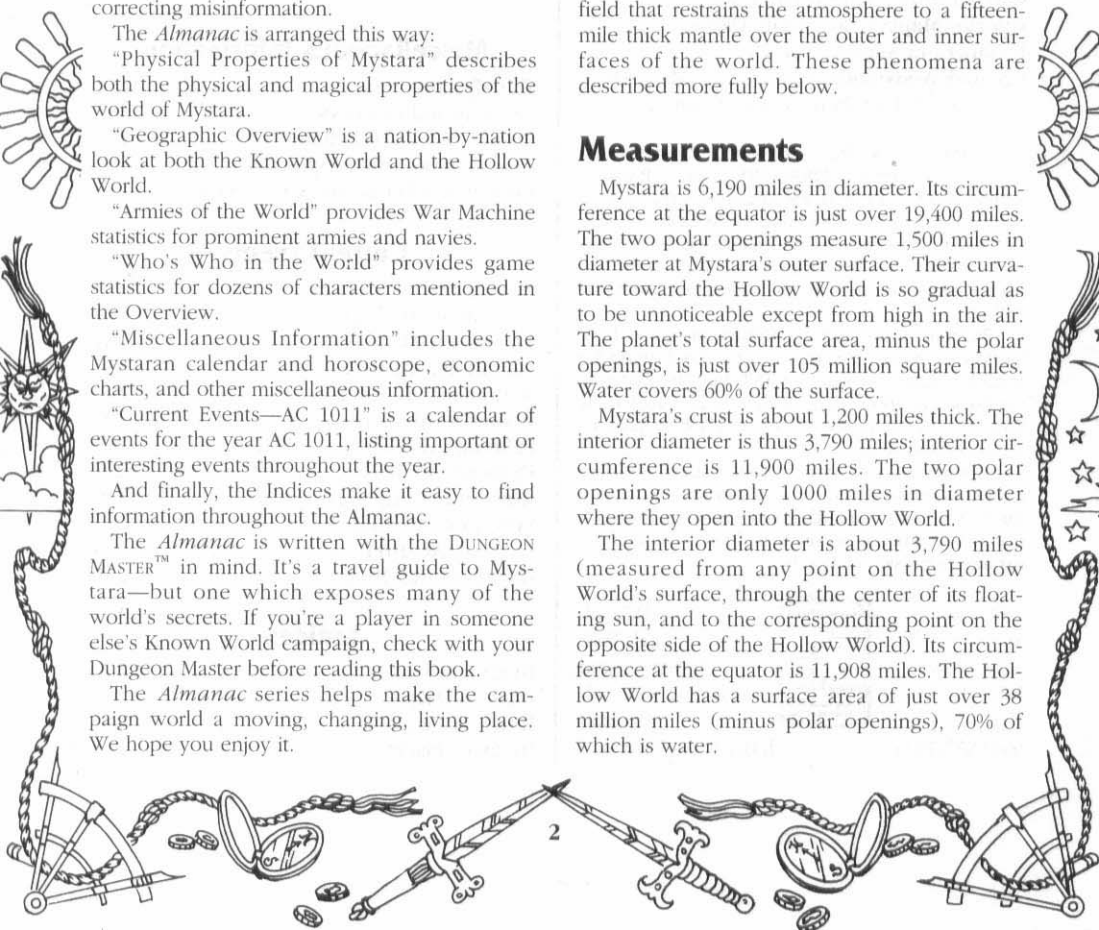 correcting misinformation.
The Almanac is arranged this way:
“Physical Properties of Mystara” describes
both the physical and magical properties of the
world of Mystara.
“Geographic Overview” is a nation-by-nation
look at both the Known World and the Hollow
World.
“Armies of the World” provides War Machine
statistics for prominent armies and navies.
“Who's Who in the World” provides game
statistics for dozens of characters mentioned in
the Overview.
“Miscellaneous Information” includes the
Mystaran calendar and horoscope, economic
charts, and other miscellaneous information.
“Current Events—AC 1011” is a calendar of
events for the year AC 1011, listing important or
interesting events throughout the year.
And finally, the Indices make it easy to find
information throughout the Almanac.
The Almanac is written with the DUNGEON
MASTER™ in mind. It's a travel guide to Mys-
tara—but one which exposes many of the
world's secrets. If you're a player in someone
else's Known World campaign, check with your
Dungeon Master before reading this book.
The Almanac series helps make the cam-
paign world a moving, changing, living place.
We hope you enjoy it.
field that restrains the atmosphere to a fifteen-
mile thick mantle over the outer and inner sur-
faces of the world. These phenomena are
described more fully below.
Measurements
Mystara is 6,190 miles in diameter. Its circum-
ference at the equator is just over 19,400 miles.
The two polar openings measure 1,500 miles in
diameter at Mystara's outer surface. Their curva-
ture toward the Hollow World is so gradual as
to be unnoticeable except from high in the air.
The planet's total surface area, minus the polar
openings, is just over 105 million square miles.
Water covers 60% of the surface.
Mystara's crust is about 1,200 miles thick. The
interior diameter is thus 3,790 miles; interior cir-
cumference is 11,900 miles. The two polar
openings are only 1000 miles in diameter
where they open into the Hollow World.
The interior diameter is about 3,790 miles
(measured from any point on the Hollow
World's surface, through the center of its float-
ing sun, and to the corresponding point on the
opposite side of the Hollow World). Its circum-
ference at the equator is 11,908 miles. The Hol-
low World has a surface area of just over 38
million miles (minus polar openings), 70% of
which is water.
2